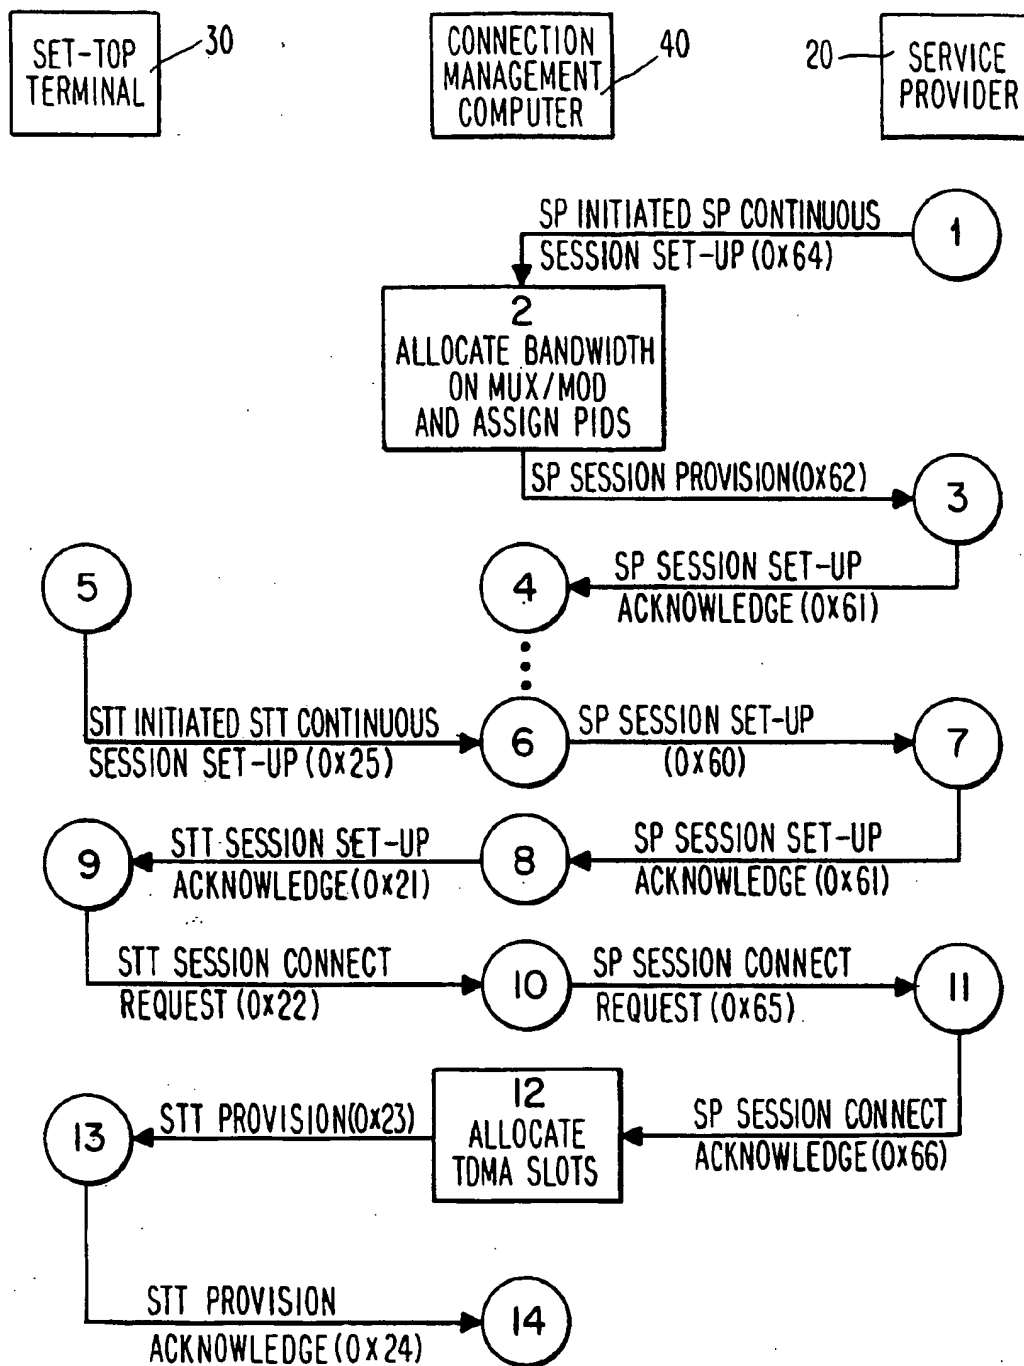 SET-TOP
TERMINAL
30
CONNECTION
MANAGEMENT
COMPUTER
40
20
SERVICE
PROVIDER
SP INITIATED SP CONTINUOUS
SESSION SET-UP (0X64)
1
2
ALLOCATE BANDWIDTH
ON MUX/MOD
AND ASSIGN PIDS
SP SESSION PROVISION(0X62)
3
SP SESSION SET-UP
ACKNOWLEDGE (0X61)
4
5
STT INITIATED STT CONTINUOUS
SESSION SET-UP (0X25)
6
SP SESSION SET-UP
(0X60)
7
SP SESSION SET-UP
ACKNOWLEDGE (0X61)
8
STT SESSION SET-UP
ACKNOWLEDGE(0X21)
9
STT SESSION CONNECT
REQUEST (0X22)
10
SP SESSION CONNECT
REQUEST (0X65)
11
SP SESSION CONNECT
ACKNOWLEDGE(0X66)
12
ALLOCATE
TDMA SLOTS
STT PROVISION(0X23)
13
STT PROVISION
ACKNOWLEDGE(0X24)
14